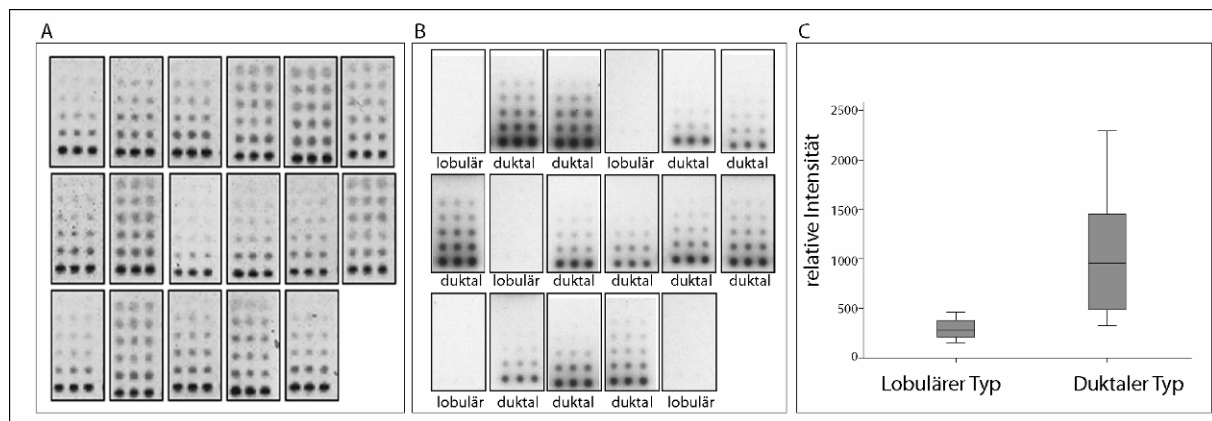 A
B
C
lobulär duktal duktal lobulär duktal duktal
duktal lobulär duktal duktal duktal duktal
lobulär duktal duktal duktal lobulär
relative Intensität
2500
2000
1500
1000
500
0
Lobulärer Typ Duktaler Typ